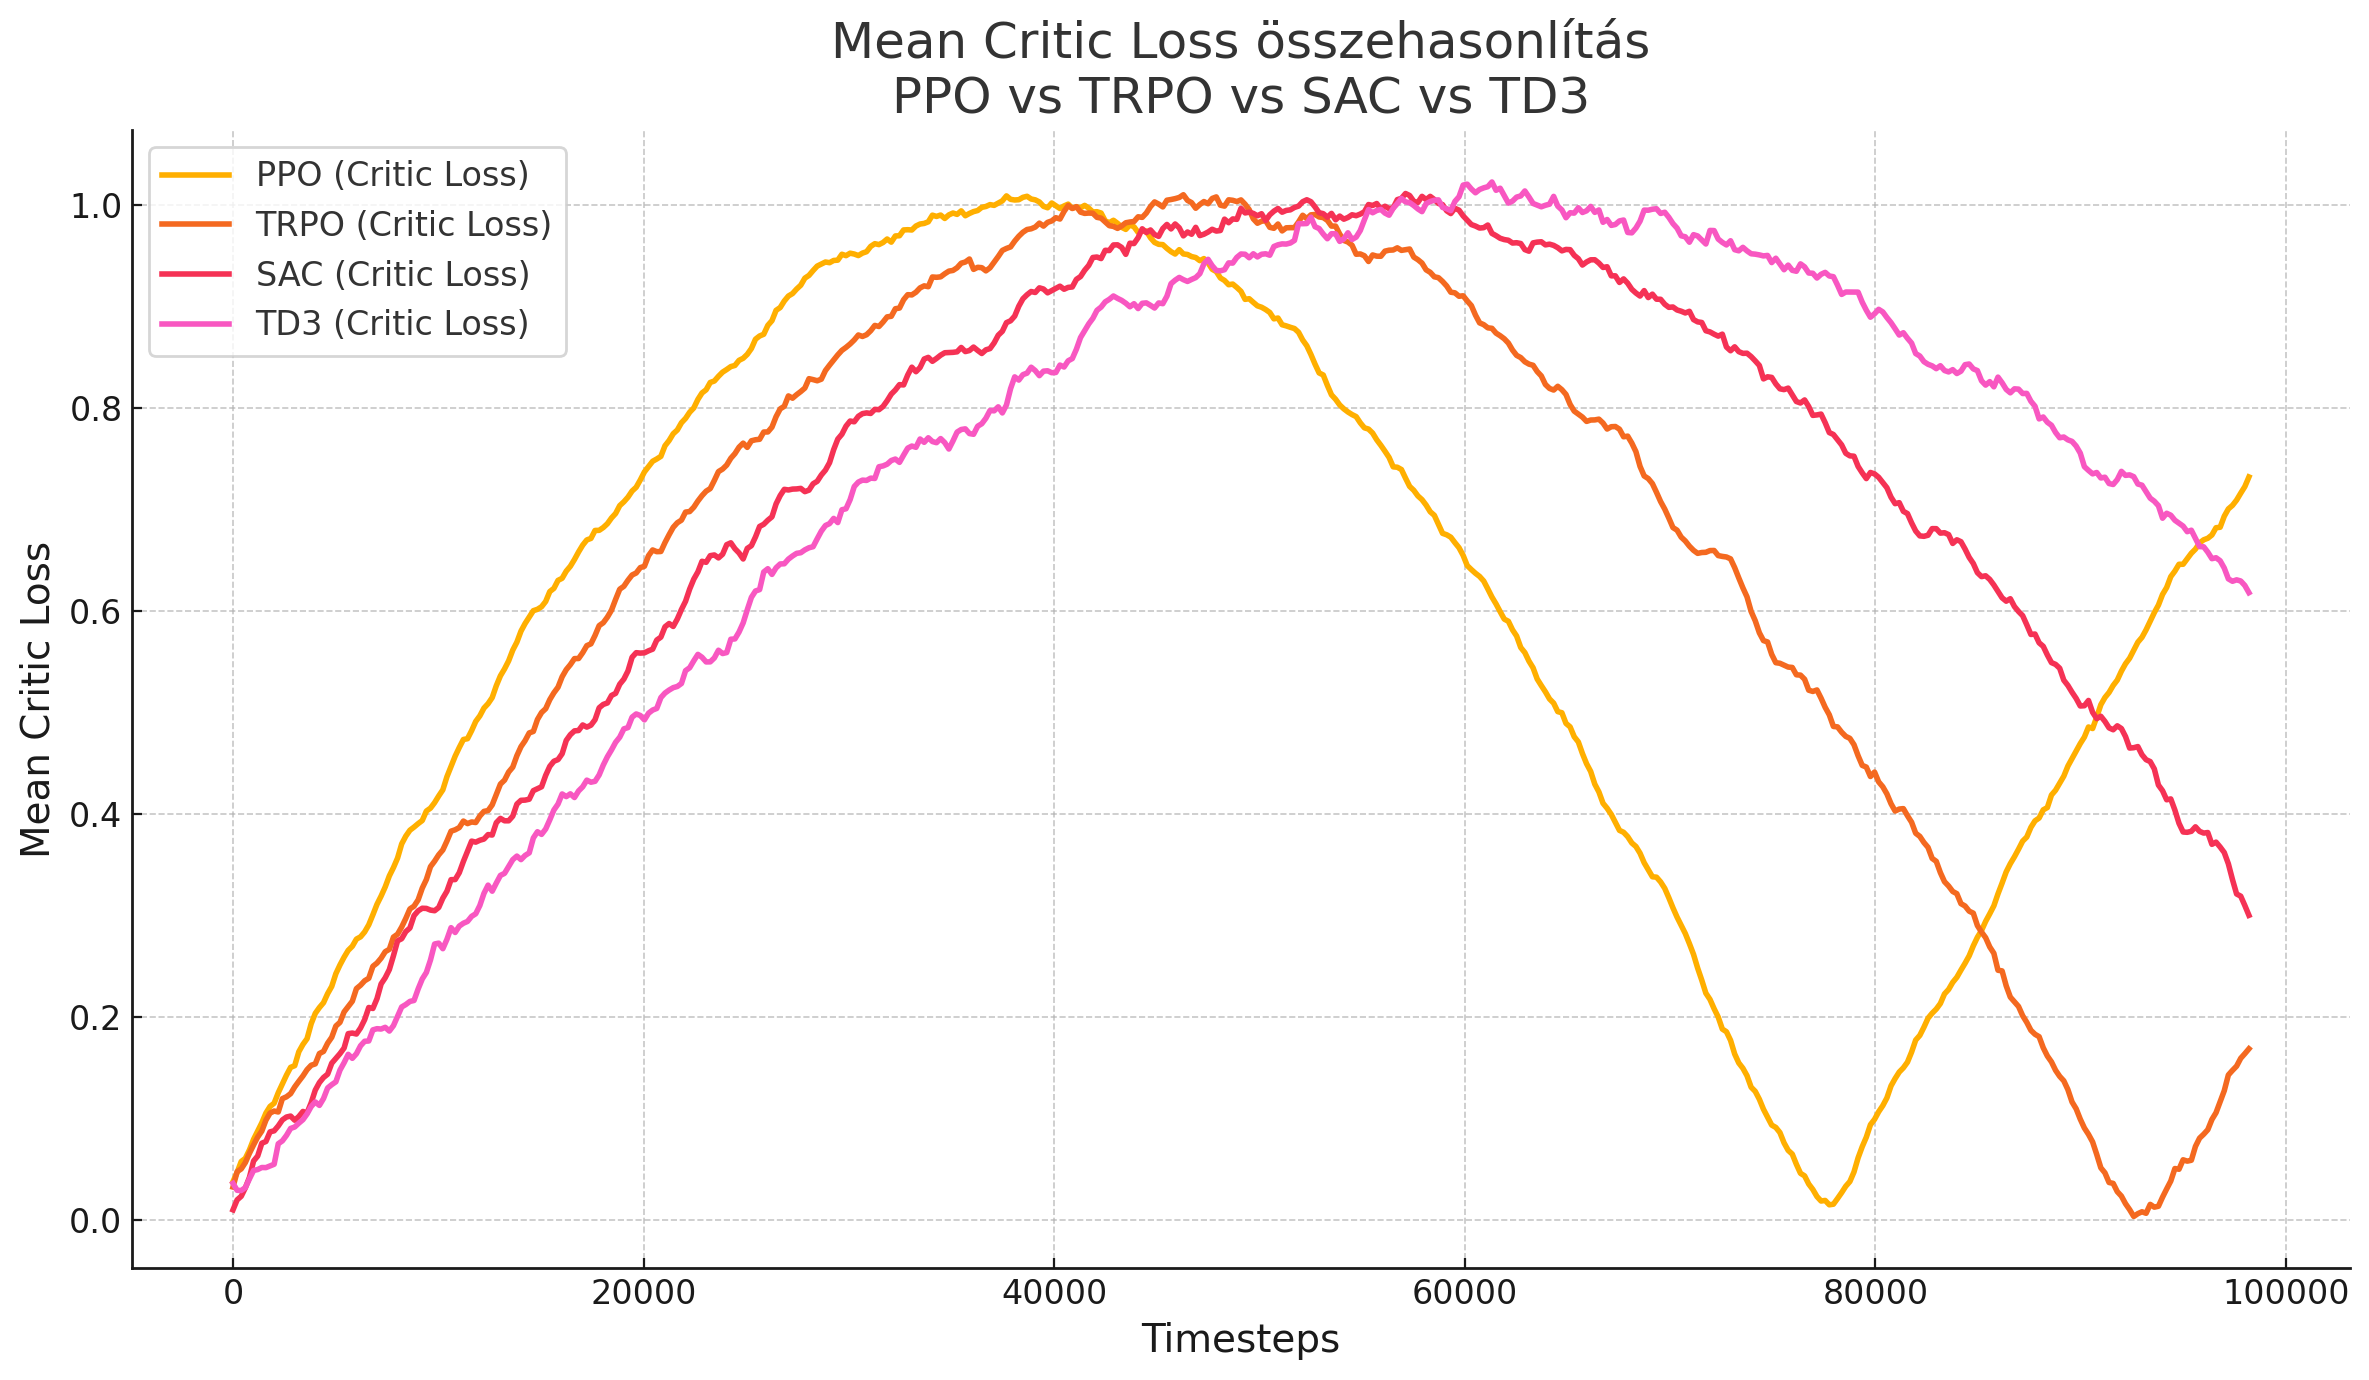 Mean Critic Loss összehasonlítás
PPO vs TRPO vs SAC vs TD3
PPO (Critic Loss)
TRPO (Critic Loss)
SAC (Critic Loss)
TD3 (Critic Loss)
Mean Critic Loss
1.0
0.8
0.6
0.4
0.2
0.0
0
20000
40000
60000
80000
100000
Timesteps